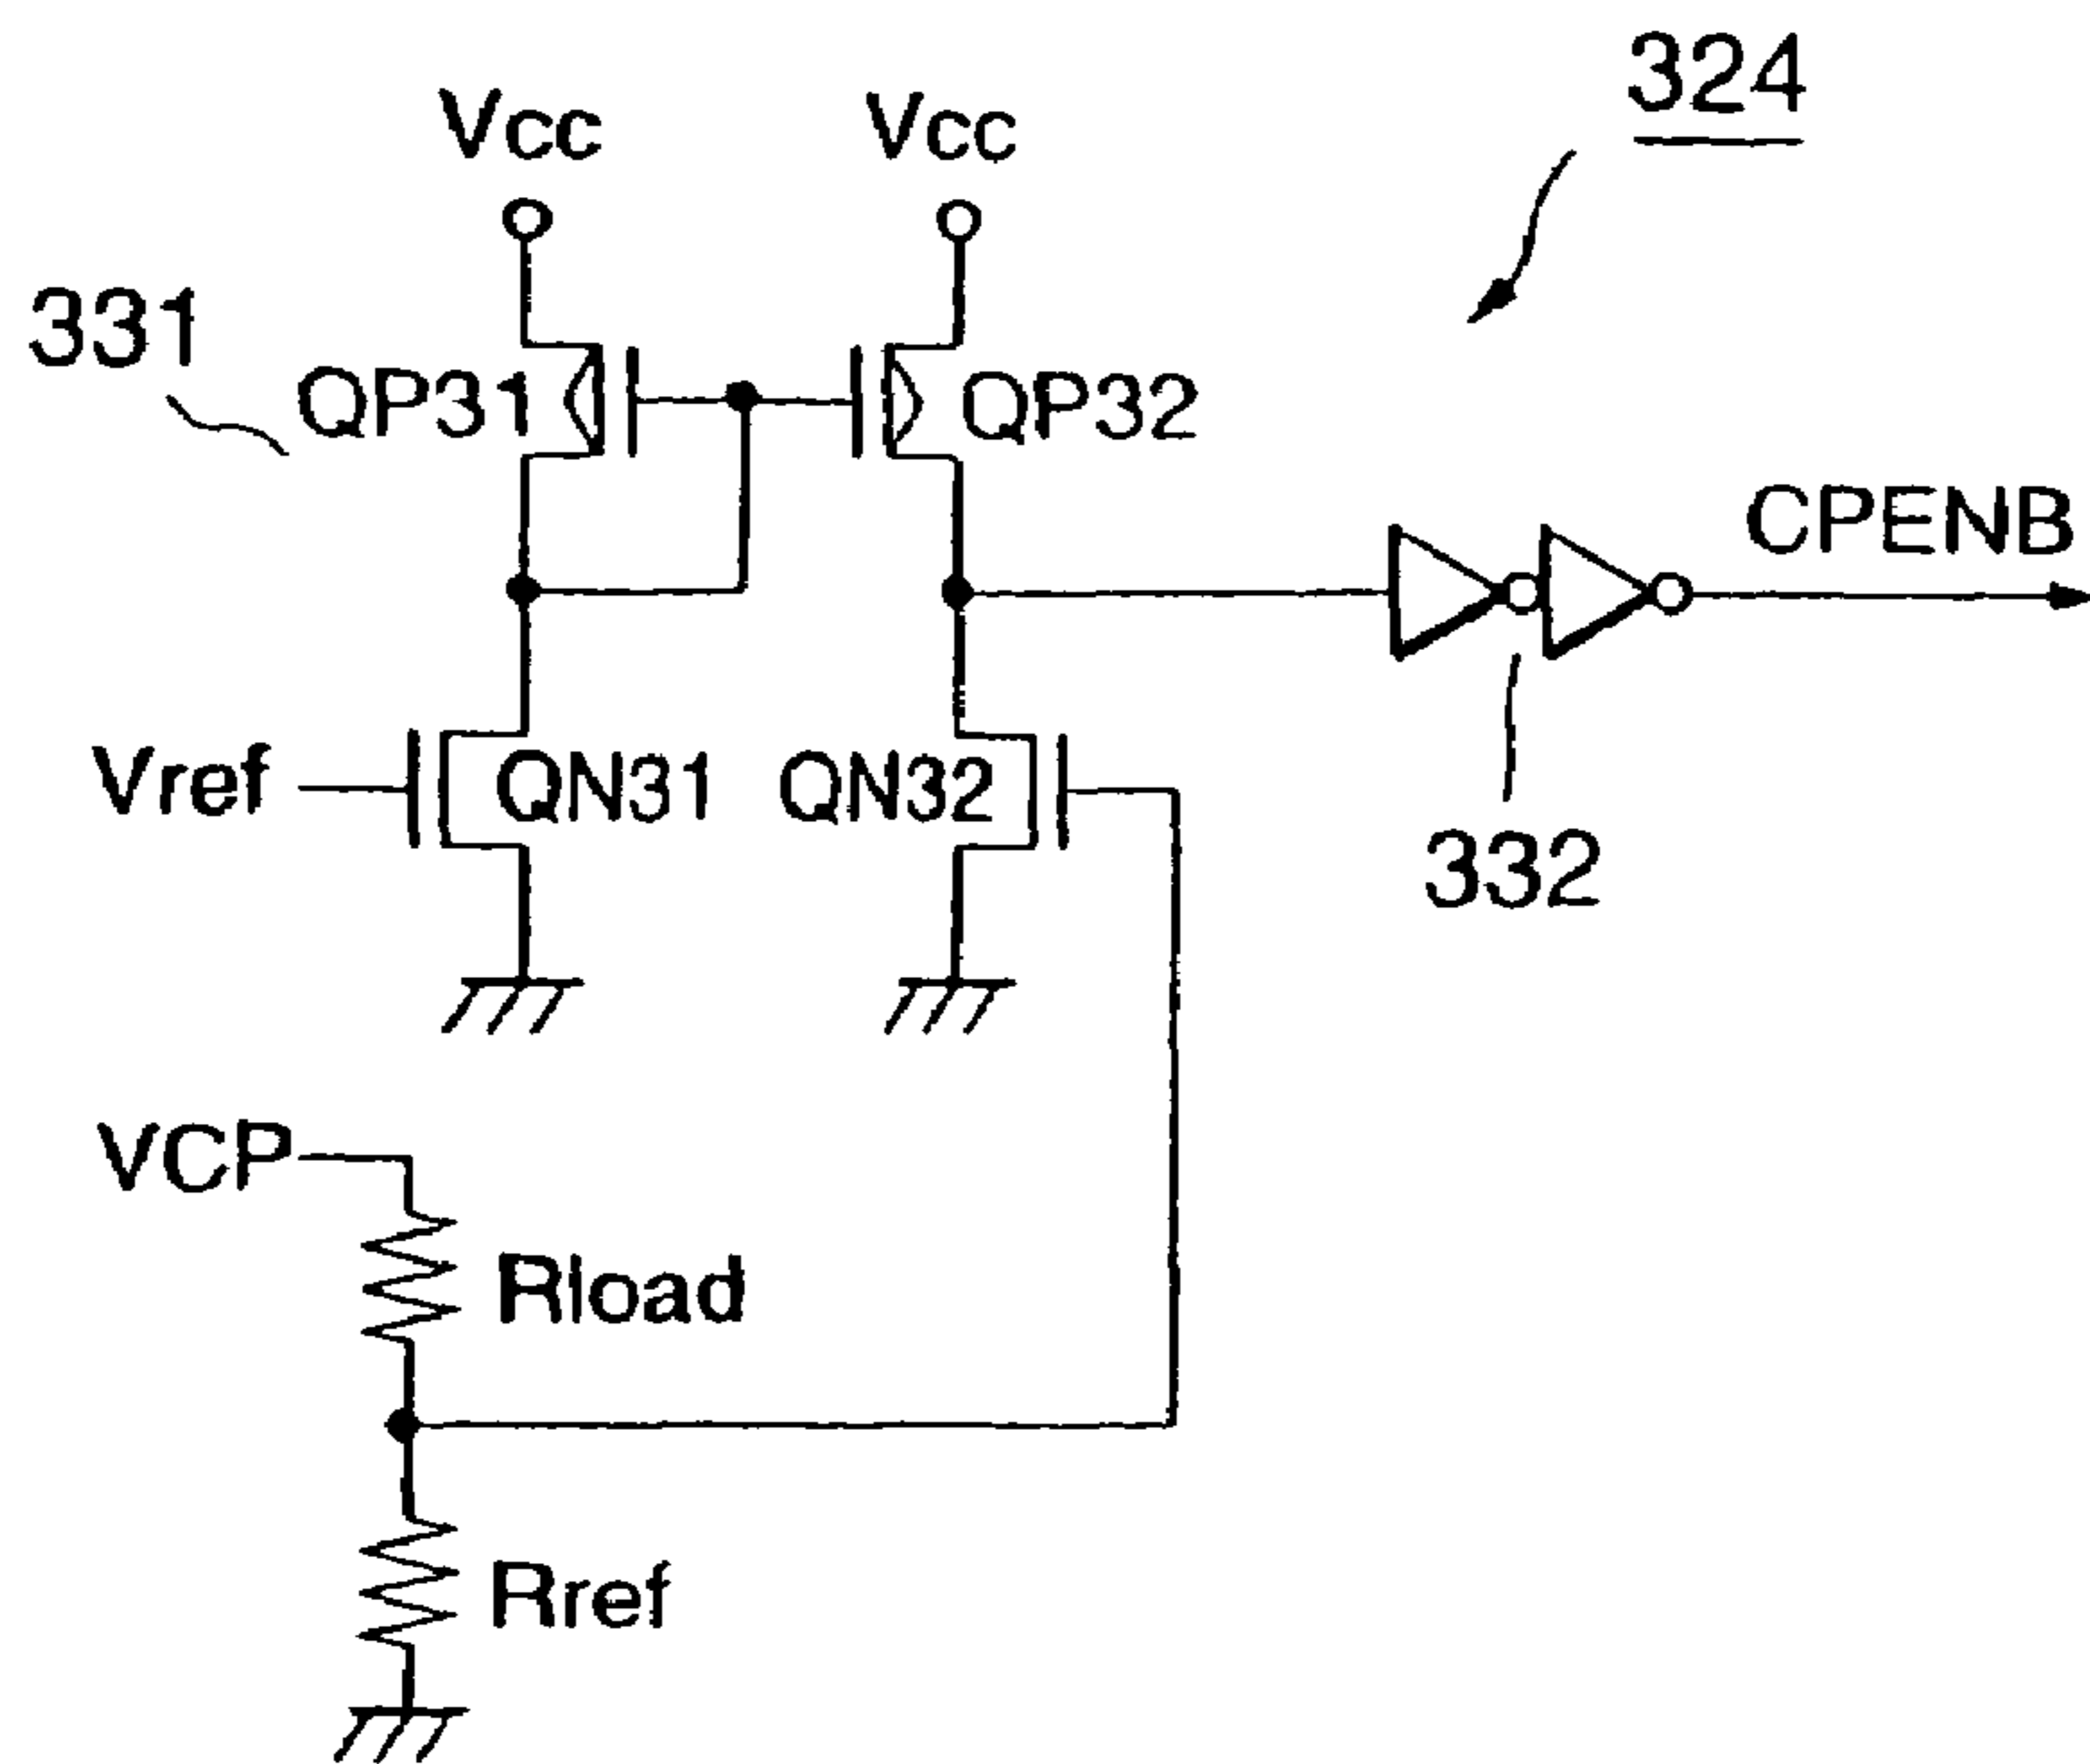 324
Vcc
Vcc
331
QP31
QP32
CPENB
Vref
QN31
QN32
332
VCP
Rload
Rref